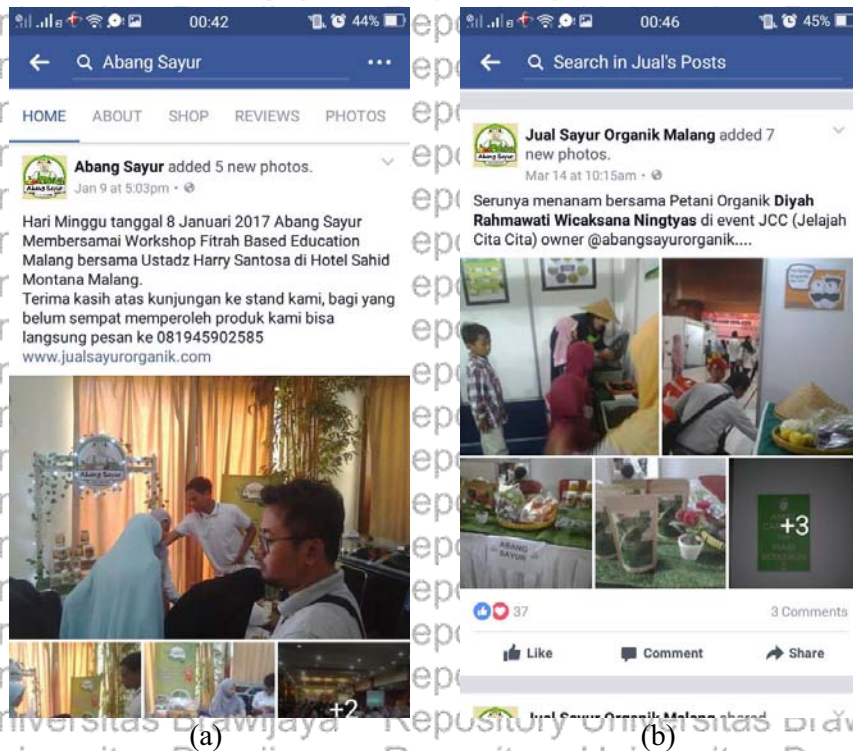 00:42
44%
Abang Sayur
HOME ABOUT SHOP REVIEWS PHOTOS
Abang Sayur added 5 new photos.
Jan 9 at 5:03pm
Hari Minggu tanggal 8 Januari 2017 Abang Sayur
Membersamai Workshop Fitrah Based Education
Malang bersama Ustadz Harry Santosa di Hotel Sahid
Montana Malang.
Terima kasih atas kunjungan ke stand kami, bagi yang
belum sempat memperoleh produk kami bisa
langsung pesan ke 081945902585
www.jualsayurorganik.com
Abang Sayur
+2
(a)
00:46
45%
Search in Jual's Posts
Abang Sayur
Jual Sayur Organik Malang added 7
new photos.
Mar 14 at 10:15am
Serunya menanam bersama Petani Organik Diyah
Rahmawati Wicaksana Ningtyas di event JCC (Jelajah
Cita Cita) owner @abangsayurorganik....
ABANG
SAYUR
+3
37
3 Comments
Like Comment Share
Jual Sayur Organik Malang shared
(b)